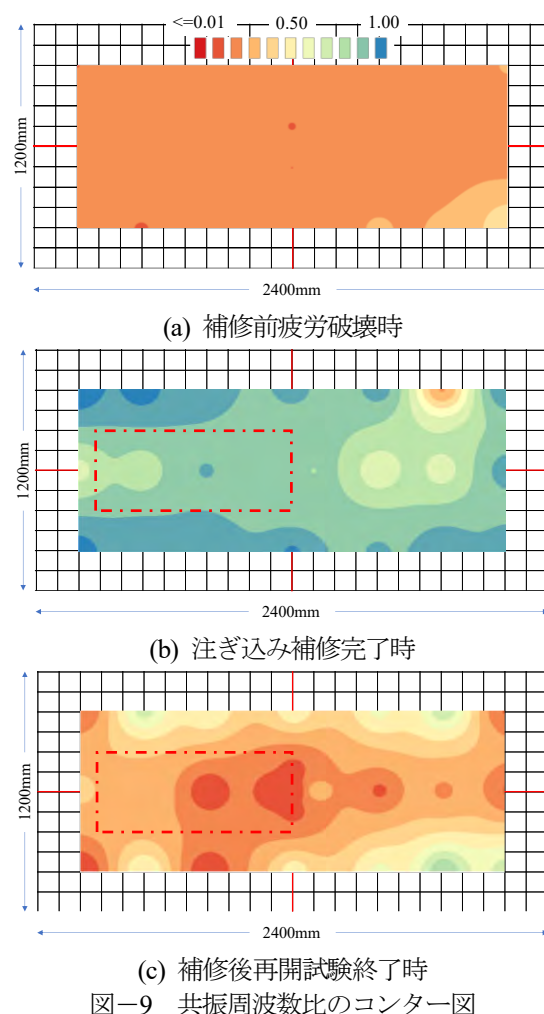 <=0.01 0.50 1.00
1200mm
2400mm
(a) 補修前疲労破壊時
1200mm
2400mm
(b) 注ぎ込み補修完了時
1200mm
2400mm
(c) 補修後再開試験終了時
図－9 共振周波数比のコンター図